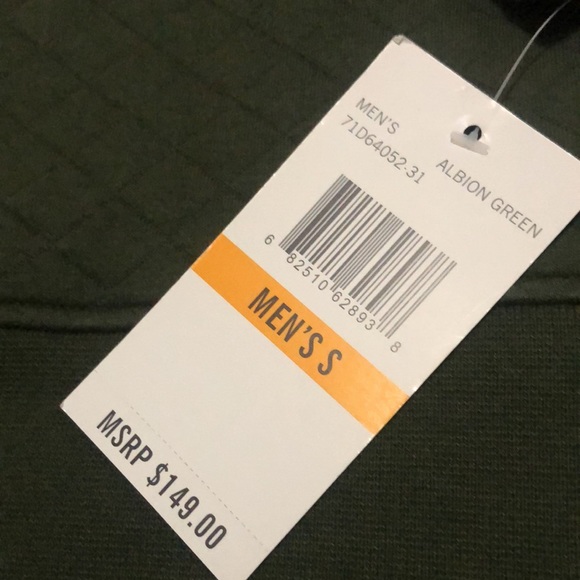 MEN'S
71D64052-31 ALBION GREEN
6 82510 62893 8
MEN'S S
MSRP $149.00